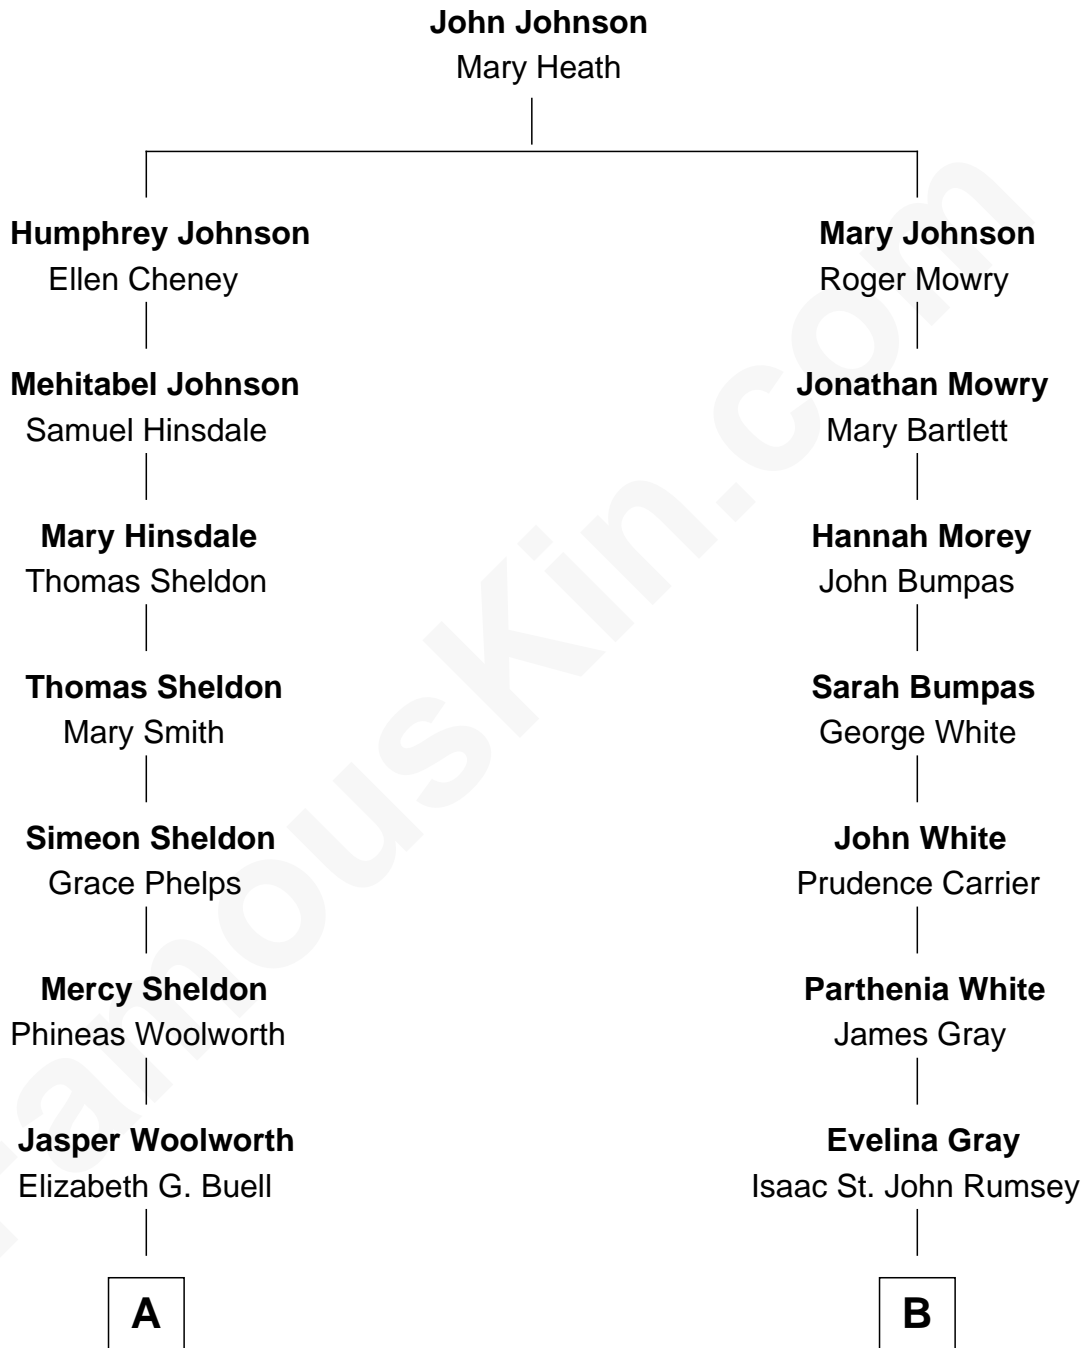 John Johnson
Mary Heath
Humphrey Johnson
Ellen Cheney
Mehitabel Johnson
Samuel Hinsdale
Mary Hinsdale
Thomas Sheldon
Thomas Sheldon
Mary Smith
Simeon Sheldon
Grace Phelps
Mercy Sheldon
Phineas Woolworth
Jasper Woolworth
Elizabeth G. Buell
A
Mary Johnson
Roger Mowry
Jonathan Mowry
Mary Bartlett
Hannah Morey
John Bumpas
Sarah Bumpas
George White
John White
Prudence Carrier
Parthenia White
James Gray
Evelina Gray
Isaac St. John Rumsey
B
FamousKin.com